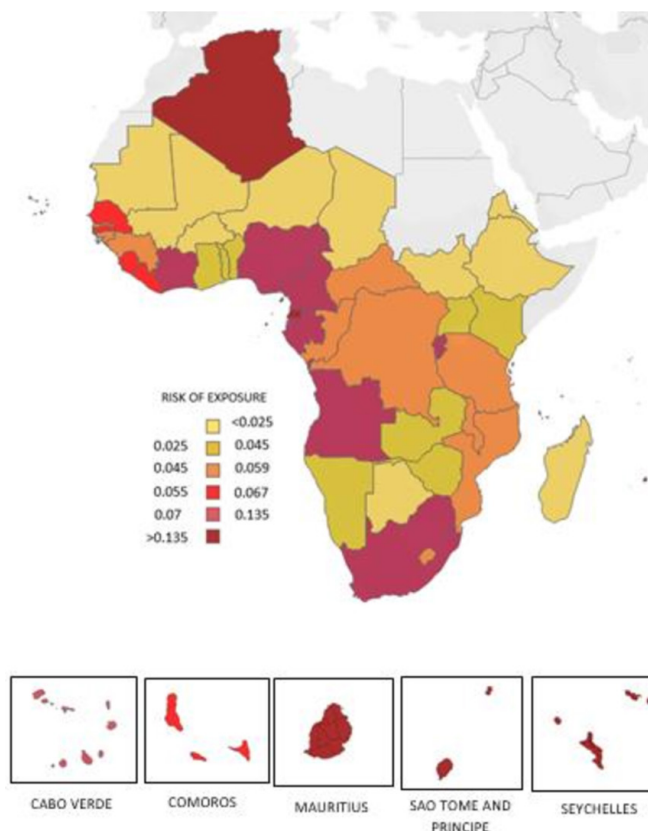 RISK OF EXPOSURE
<0.025
0.025 0.045
0.045 0.059
0.055 0.067
0.07 0.135
>0.135
CABO VERDE
COMOROS
MAURITIUS
SAO TOME AND
PRINCIPE
SEYCHELLES